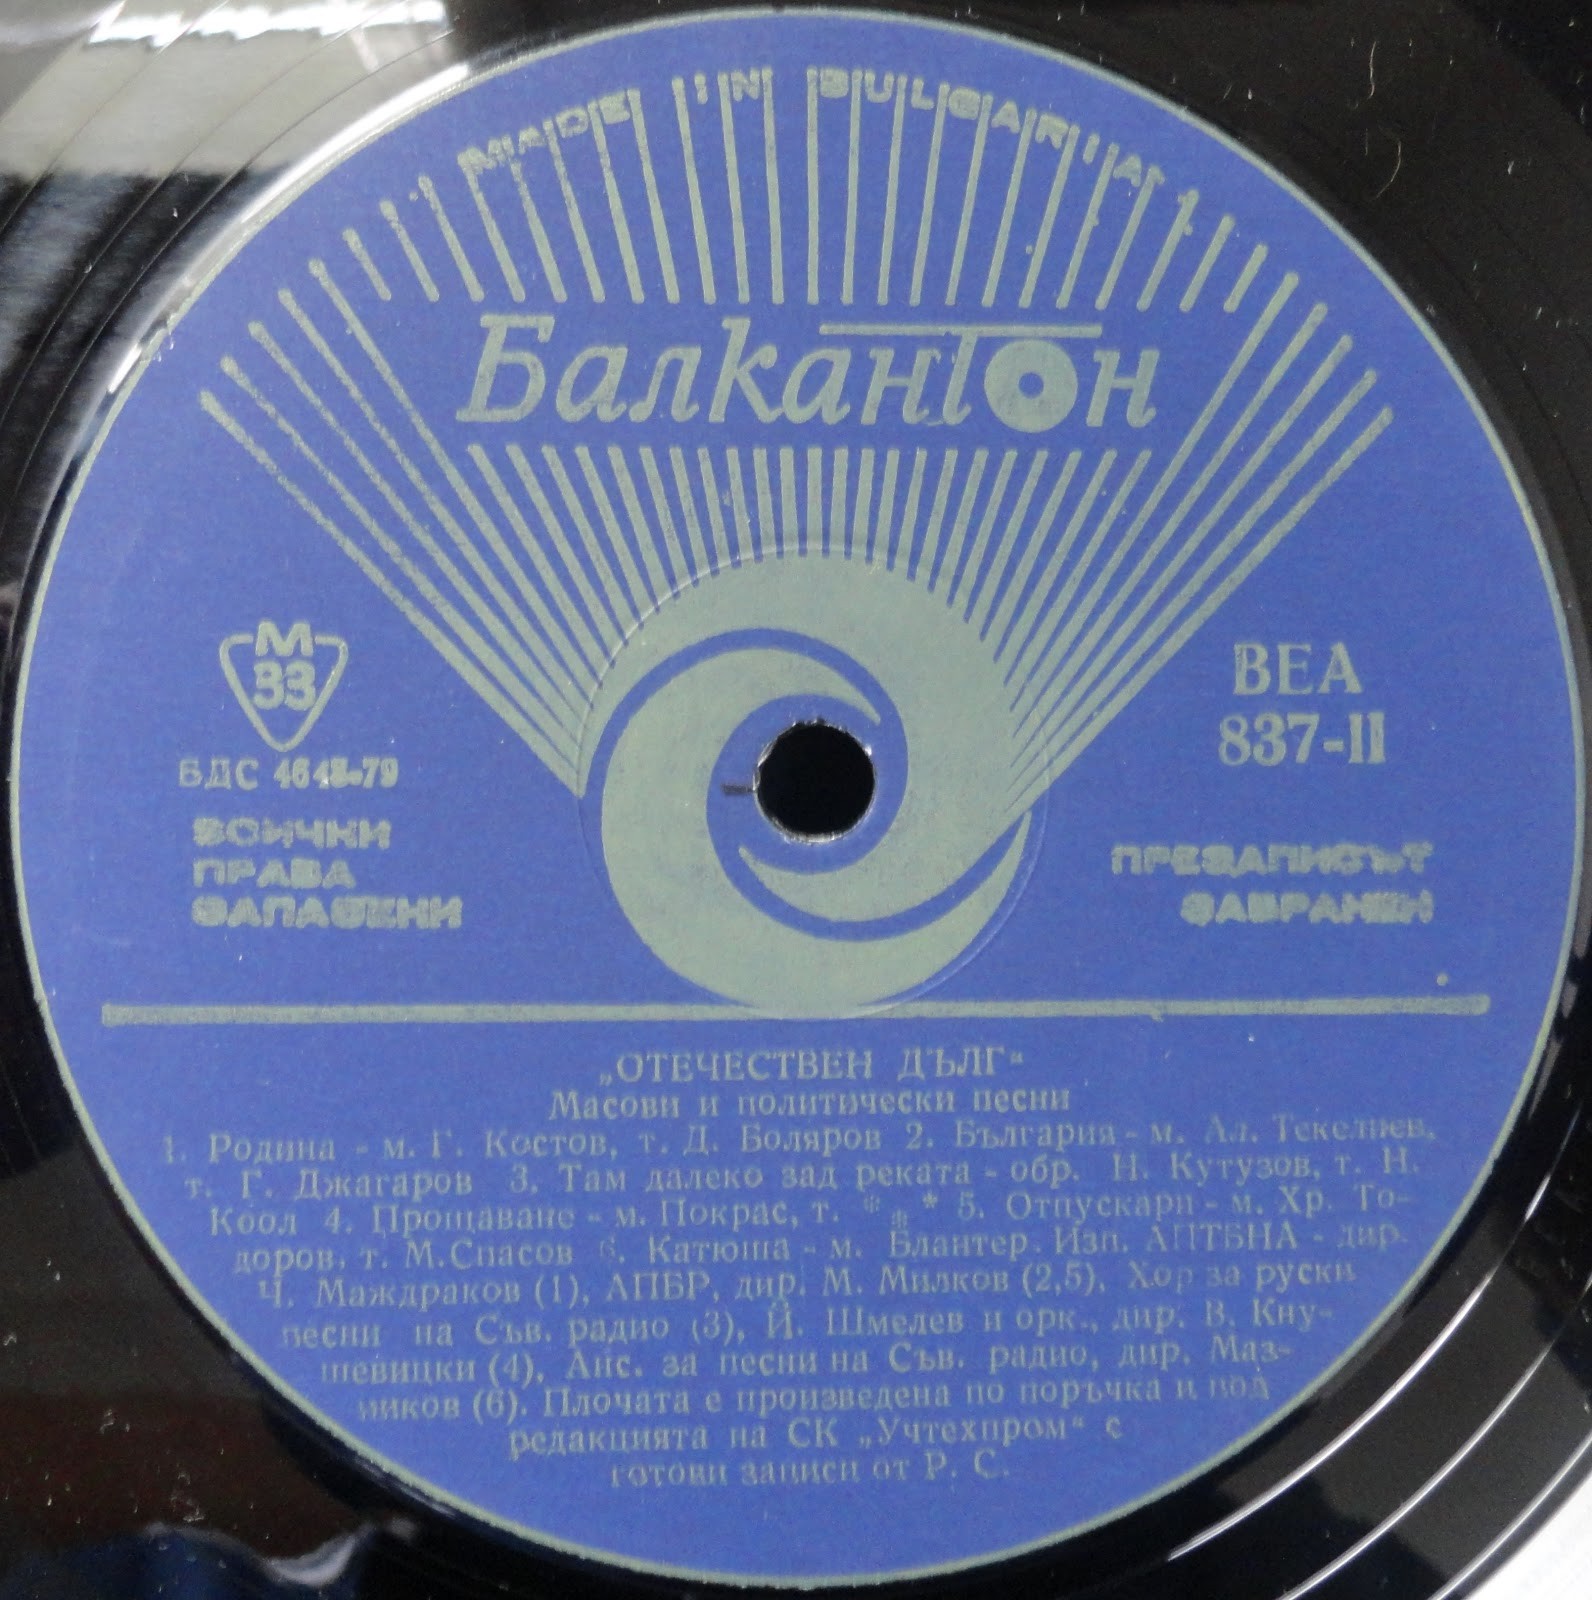 MADE IN BULGARIA
Балкантон
М
33
БДС 4645-79
ВСИЧКИ
ПРАВА
ЗАПАЗЕНИ
ВЕА
837-II
ПРЕЗАПИСЪТ
ЗАБРАНЕН
„ОТЕЧЕСТВЕН ДЪЛГ“
Масови и политически песни
1. Родина - м. Г. Костов, т. Д. Боляров 2. България - м. Ал. Текелиев,
т. Г. Джагаров 3. Там далеко зад реката - обр. Н. Кутузов, т. Н.
Коол 4. Прощаване - м. Покрас, т. * * * 5. Отпускари - м. Хр. То-
доров, т. М. Спасов 6. Катюша - м. Блантер. Изп. АПТБНА - дир.
Ч. Маждраков (1), АПБР, дир. М. Милков (2,5), Хор за руски
песни на Съв. радио (3), Й. Шмелев и орк., дир. В. Кну-
шевицки (4), Анс. за песни на Съв. радио, дир. Маз-
ников (6). Плочата е произведена по поръчка и под
редакцията на СК „Учтехпром“ с
готови записи от Р. С.